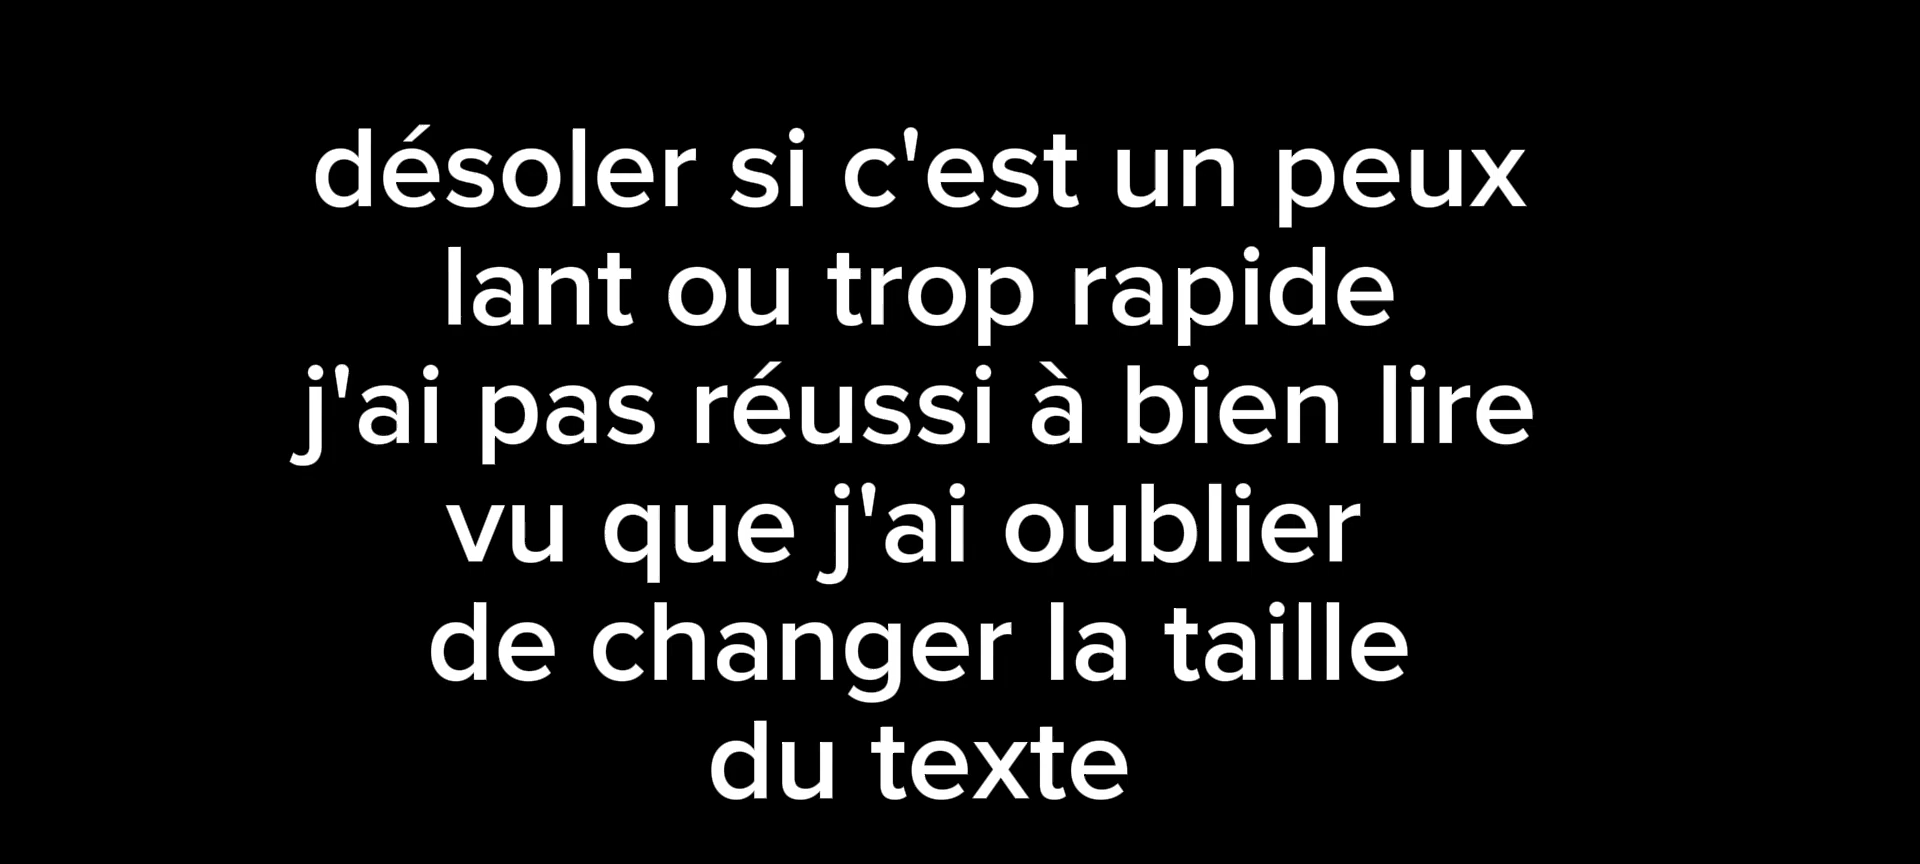 désoler si c'est un peux
lant ou trop rapide
j'ai pas réussi à bien lire
vu que j'ai oublier
de changer la taille
du texte